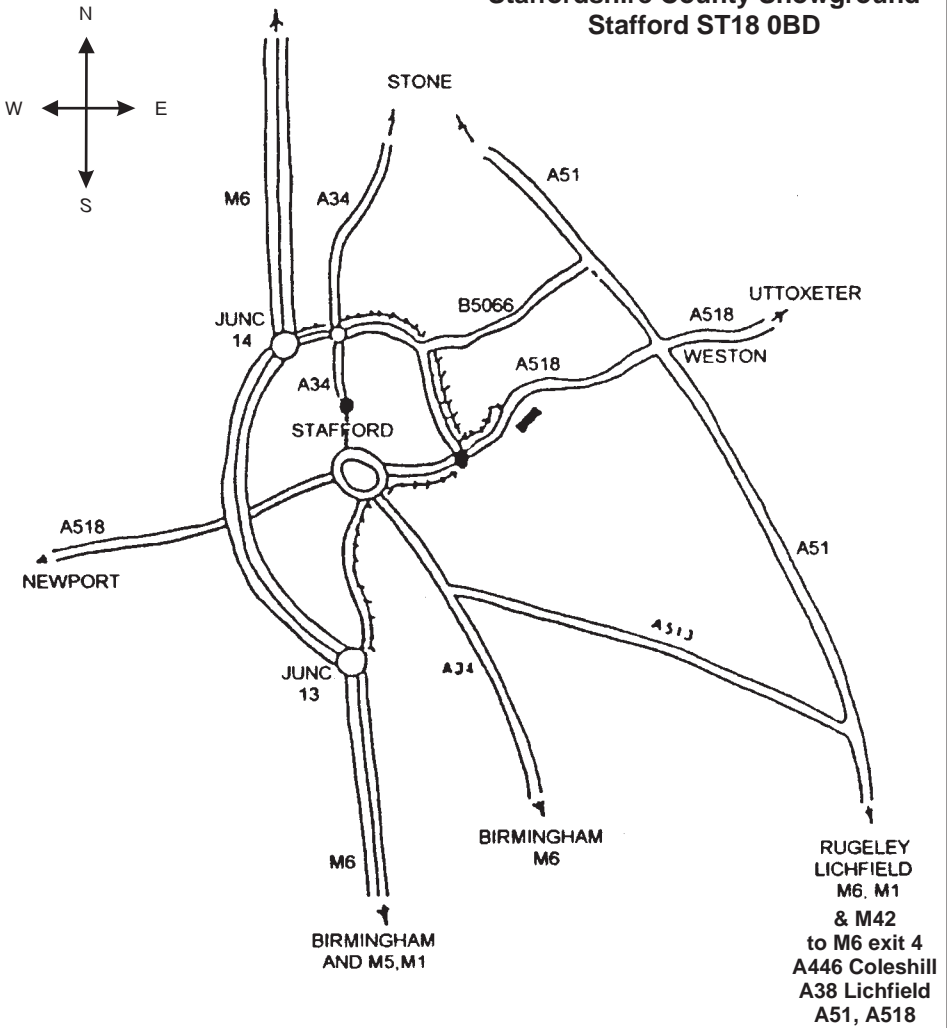 Staffordshire County Showground
Stafford ST18 0BD
N
W
E
S
STONE
M6
A34
A51
JUNC
14
B5066
UTTOXETER
A518
WESTON
A518
A34
STAFFORD
A518
NEWPORT
A51
A513
A34
JUNC
13
M6
BIRMINGHAM
M6
BIRMINGHAM
AND M5,M1
RUGELEY
LICHFIELD
M6, M1
& M42
to M6 exit 4
A446 Coleshill
A38 Lichfield
A51, A518